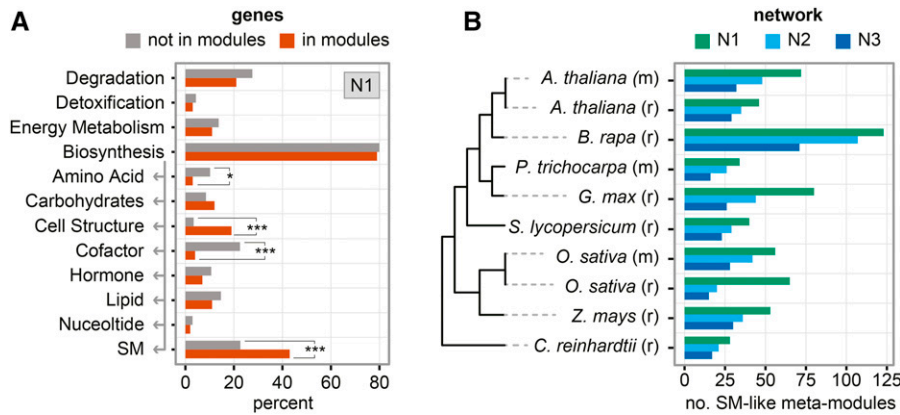 A
genes
not in modules in modules
N1
Degradation
Detoxification
Energy Metabolism
Biosynthesis
Amino Acid
*
Carbohydrates
Cell Structure
***
Cofactor
***
Hormone
Lipid
Nuceoltide
SM
***
0 20 40 60 80
percent
B
network
N1 N2 N3
A. thaliana (m)
A. thaliana (r)
B. rapa (r)
P. trichocarpa (m)
G. max (r)
S. lycopersicum (r)
O. sativa (m)
O. sativa (r)
Z. mays (r)
C. reinhardtii (r)
0 25 50 75 100 125
no. SM-like meta-modules